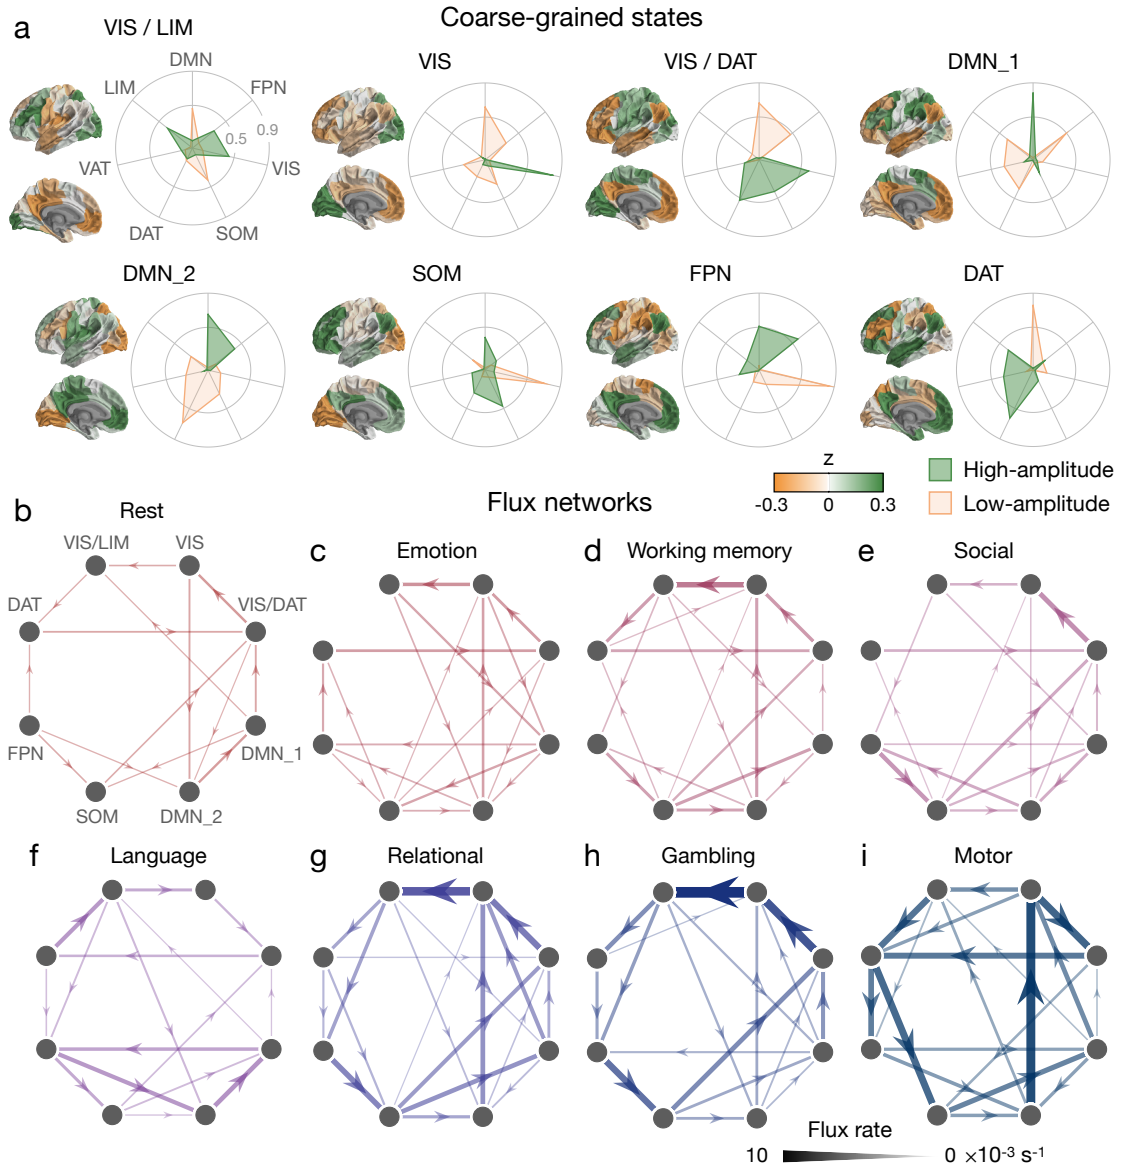 a
Coarse-grained states
VIS / LIM
DMN
LIM
FPN
0.5
0.9
VAT
VIS
DAT
SOM
VIS
VIS / DAT
DMN_1
DMN_2
SOM
FPN
DAT
z
-0.3
0
0.3
High-amplitude
Low-amplitude
Flux networks
b
Rest
VIS/LIM
VIS
DAT
VIS/DAT
FPN
DMN_1
SOM
DMN_2
c
Emotion
d
Working memory
e
Social
f
Language
g
Relational
h
Gambling
i
Motor
Flux rate
10
0 ×10⁻³ s⁻¹